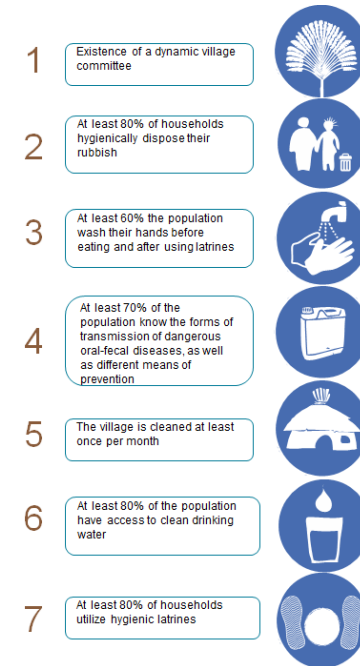 1
Existence of a dynamic village
committee
2
At least 80% of households
hygienically dispose their
rubbish
3
At least 60% the population
wash their hands before
eating and after using latrines
4
At least 70% of the
population know the forms of
transmission of dangerous
oral-fecal diseases, as well
as different means of
prevention
5
The village is cleaned at least
once per month
6
At least 80% of the population
have access to clean drinking
water
7
At least 80% of households
utilize hygienic latrines